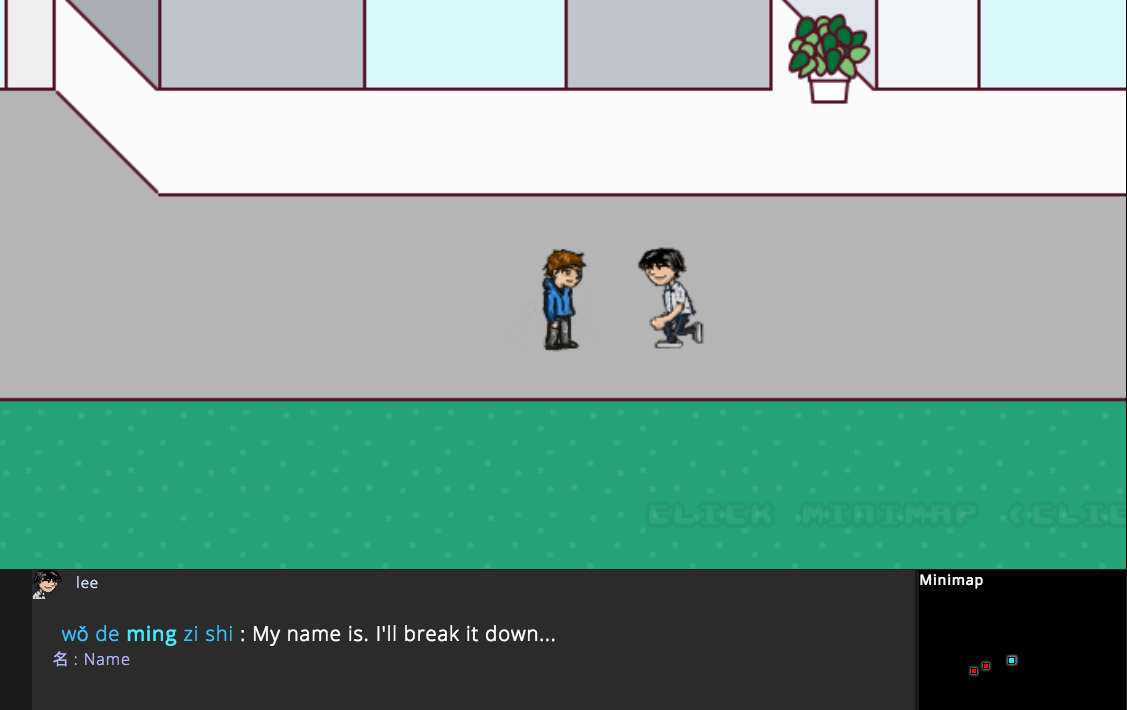 CLICK MINIMAP (CLIC
lee
Minimap
wǒ de ming zi shi : My name is. I'll break it down...
名 : Name